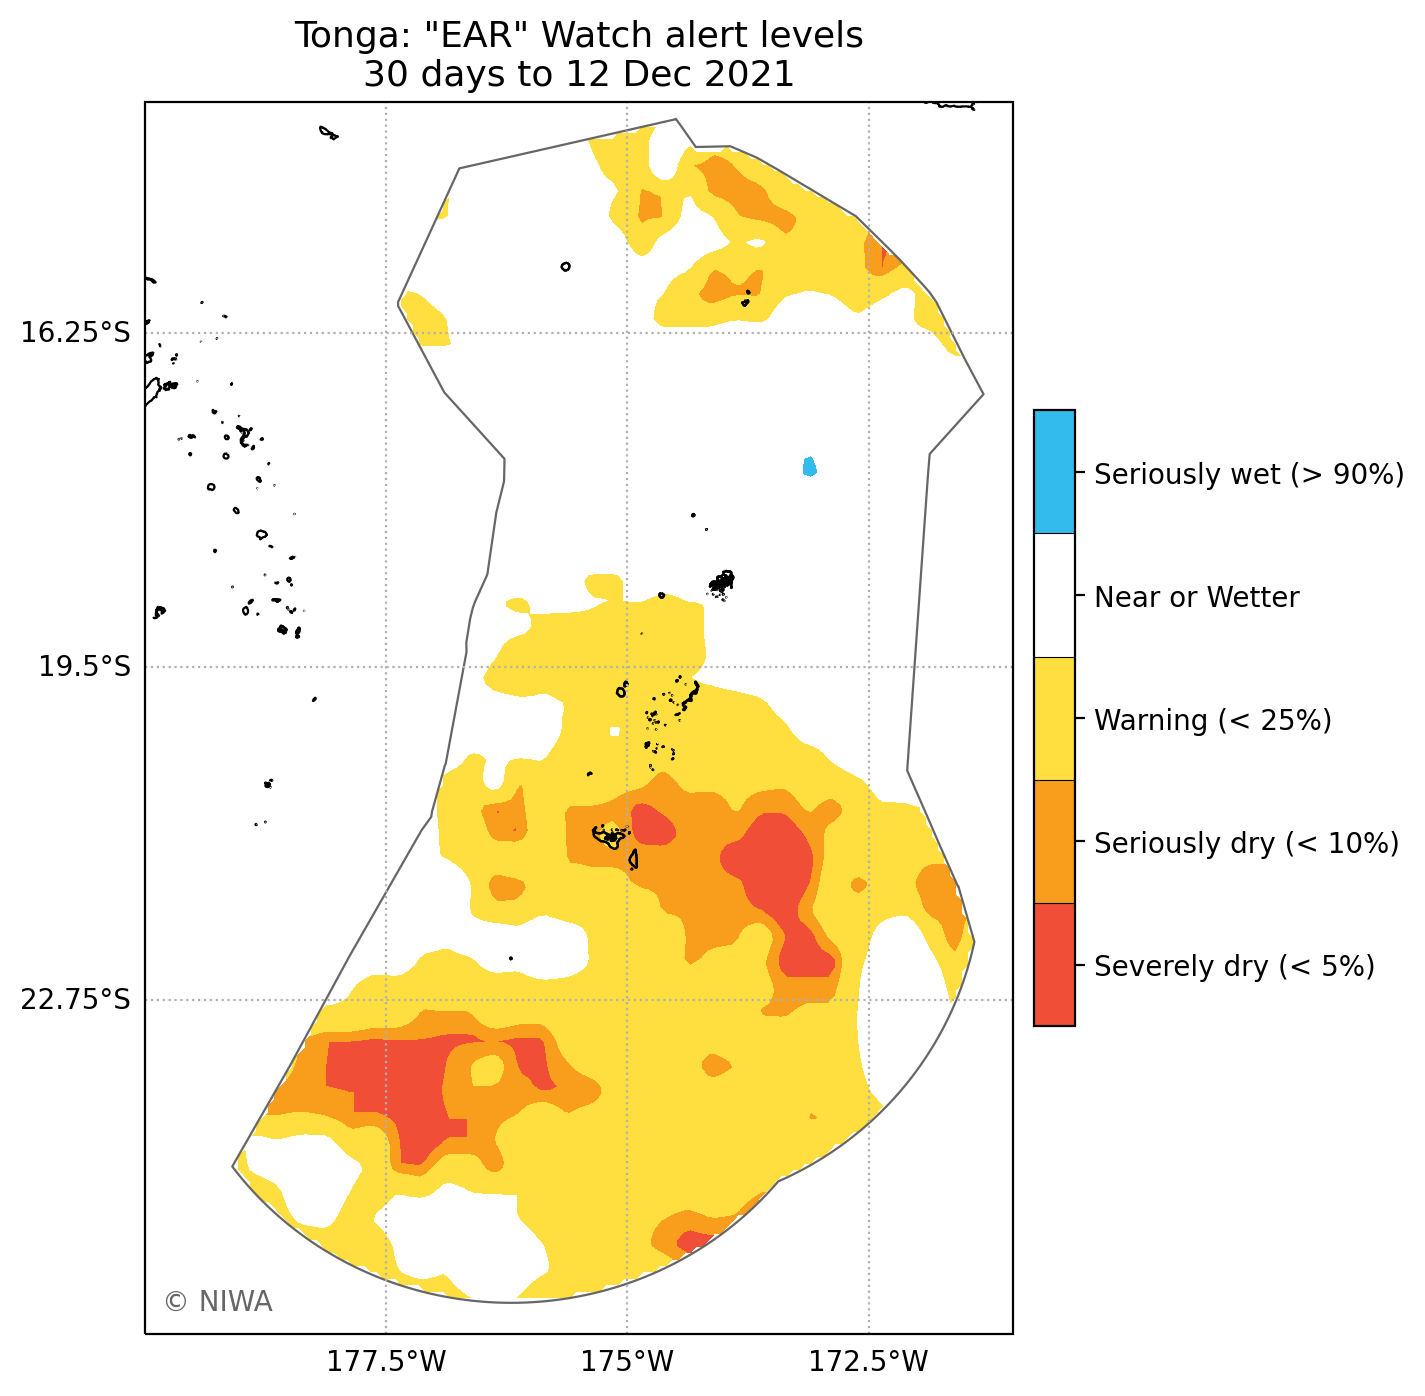 Tonga: "EAR" Watch alert levels
30 days to 12 Dec 2021
16.25°S
19.5°S
22.75°S
177.5°W
175°W
172.5°W
© NIWA
Seriously wet (> 90%)
Near or Wetter
Warning (< 25%)
Seriously dry (< 10%)
Severely dry (< 5%)